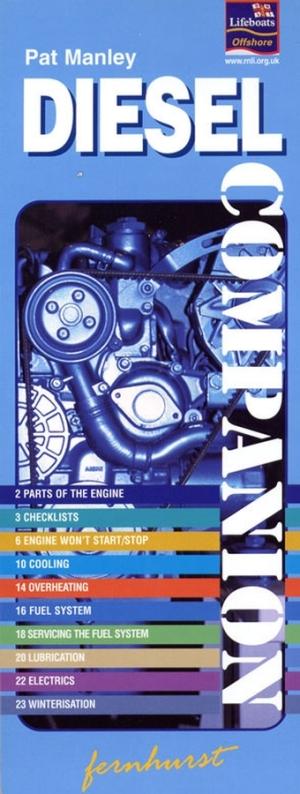 Lifeboats
Offshore
www.rnli.org.uk
Pat Manley
DIESEL
COMPANION
2 PARTS OF THE ENGINE
3 CHECKLISTS
6 ENGINE WON'T START/STOP
10 COOLING
14 OVERHEATING
16 FUEL SYSTEM
18 SERVICING THE FUEL SYSTEM
20 LUBRICATION
22 ELECTRICS
23 WINTERISATION
fernhurst